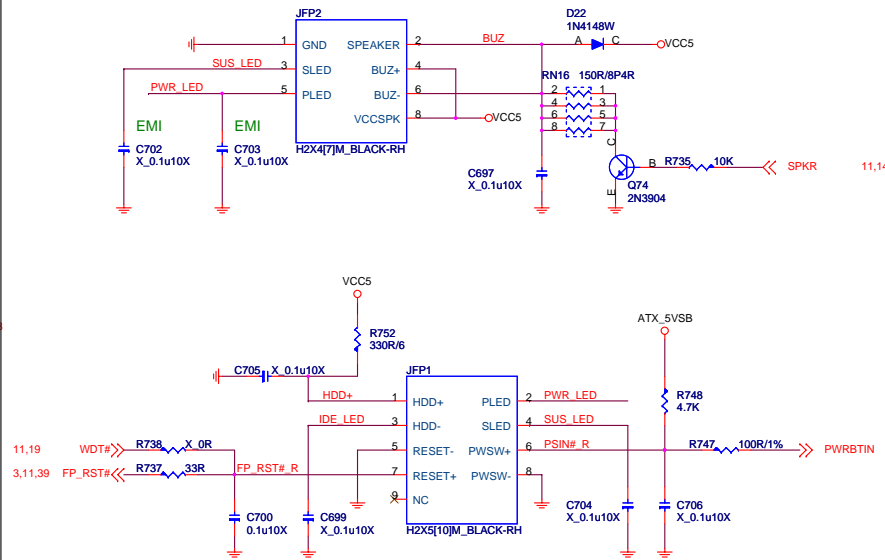 JFP2
D22
1N4148W
1 GND SPEAKER 2 BUZ A C VCC5
SUS_LED 3 SLED BUZ+ 4
RN16 150R/8P4R
PWR_LED 5 PLED BUZ- 6 2 1
4 3
VCCSPK 8 VCC5 6 5
8 7
EMI EMI
C702 C703
X_0.1u10X X_0.1u10X
H2X4[7]M_BLACK-RH
C
C697
X_0.1u10X
B R735 10K SPKR 11,14
E Q74
2N3904
VCC5
ATX_5VSB
R752
330R/6
C705 X_0.1u10X
JFP1
HDD+ 1 HDD+ PLED 2 PWR_LED
R748
4.7K
IDE_LED 3 HDD- SLED 4 SUS_LED
11,19 WDT# R738 X_0R 5 RESET- PWSW+ 6 PSIN#_R R747 100R/1% PWRBTIN
3,11,39 FP_RST# R737 33R FP_RST#_R 7 RESET+ PWSW- 8
9 NC
C700 C699 C704 C706
0.1u10X X_0.1u10X X_0.1u10X X_0.1u10X
H2X5[10]M_BLACK-RH